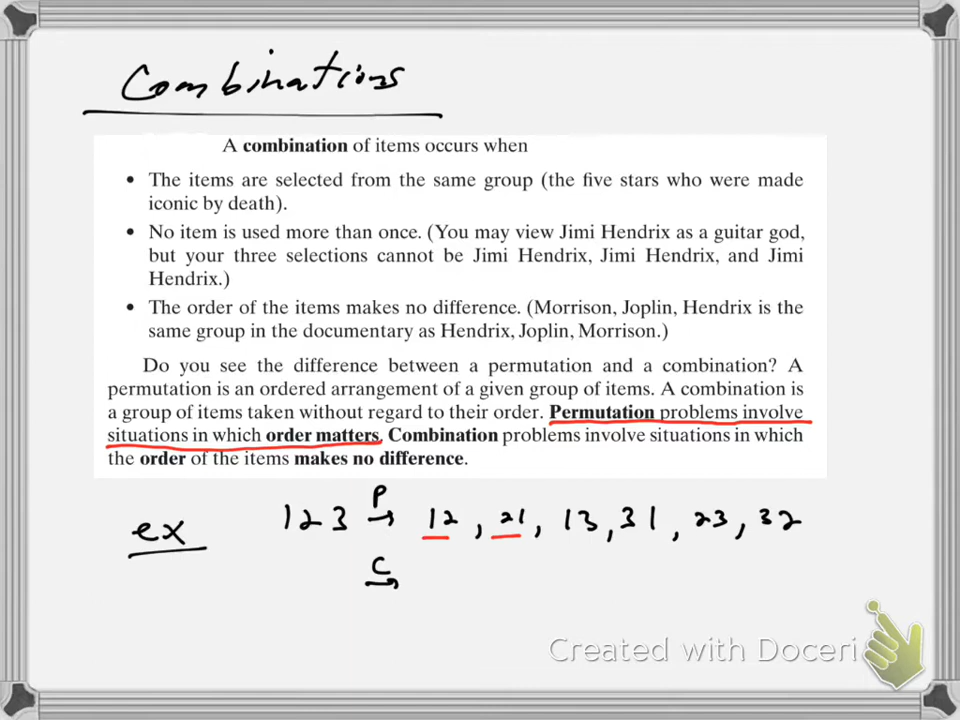 Combinations
A combination of items occurs when
• The items are selected from the same group (the five stars who were made
iconic by death).
• No item is used more than once. (You may view Jimi Hendrix as a guitar god,
but your three selections cannot be Jimi Hendrix, Jimi Hendrix, and Jimi
Hendrix.)
• The order of the items makes no difference. (Morrison, Joplin, Hendrix is the
same group in the documentary as Hendrix, Joplin, Morrison.)
Do you see the difference between a permutation and a combination? A
permutation is an ordered arrangement of a given group of items. A combination is
a group of items taken without regard to their order. Permutation problems involve
situations in which order matters. Combination problems involve situations in which
the order of the items makes no difference.
ex 123 P→ 12, 21, 13, 31, 23, 32
C→
Created with Doceri